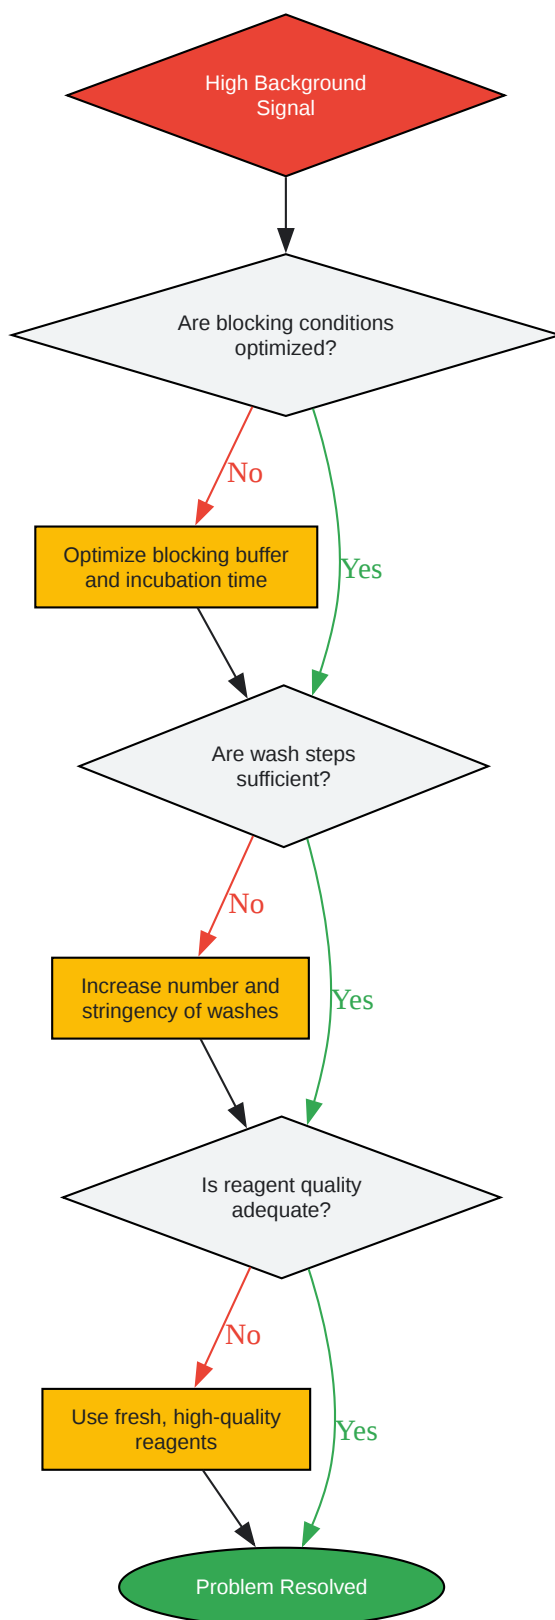 High Background
Signal
Are blocking conditions
optimized?
No
Optimize blocking buffer
and incubation time
Yes
Are wash steps
sufficient?
No
Increase number and
stringency of washes
Yes
Is reagent quality
adequate?
No
Use fresh, high-quality
reagents
Yes
Problem Resolved